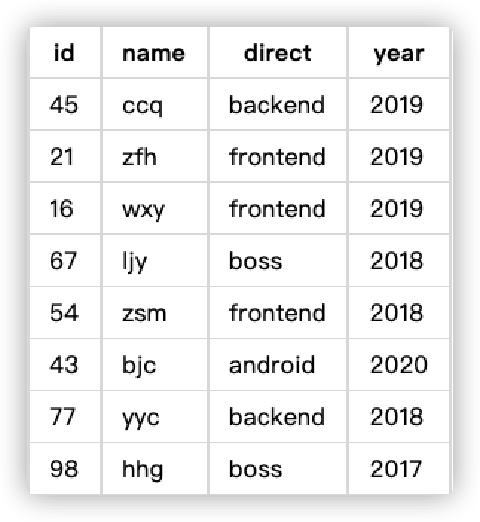 id name direct year
45 ccq backend 2019
21 zfh frontend 2019
16 wxy frontend 2019
67 ljy boss 2018
54 zsm frontend 2018
43 bjc android 2020
77 yyc backend 2018
98 hhg boss 2017